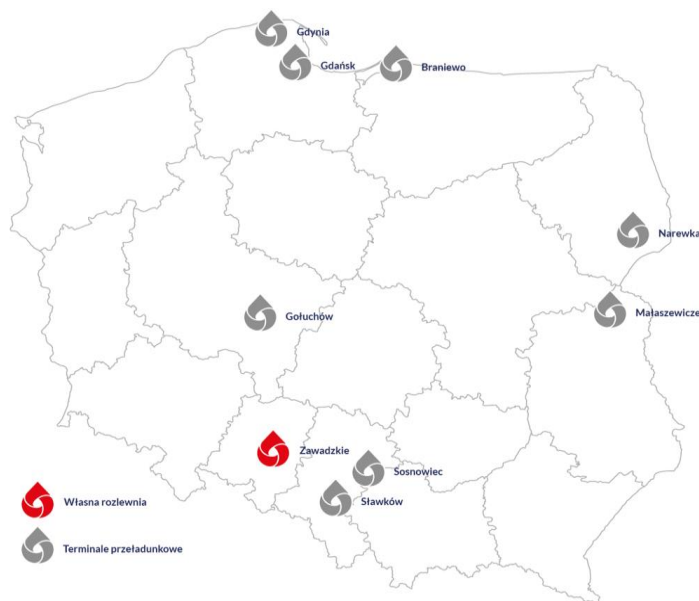 Gdynia
Gdańsk
Braniewo
Narewka
Małaszewicze
Gołuchów
Zawadzkie
Sosnowiec
Sławków
Własna rozlewnia
Terminale przeładunkowe